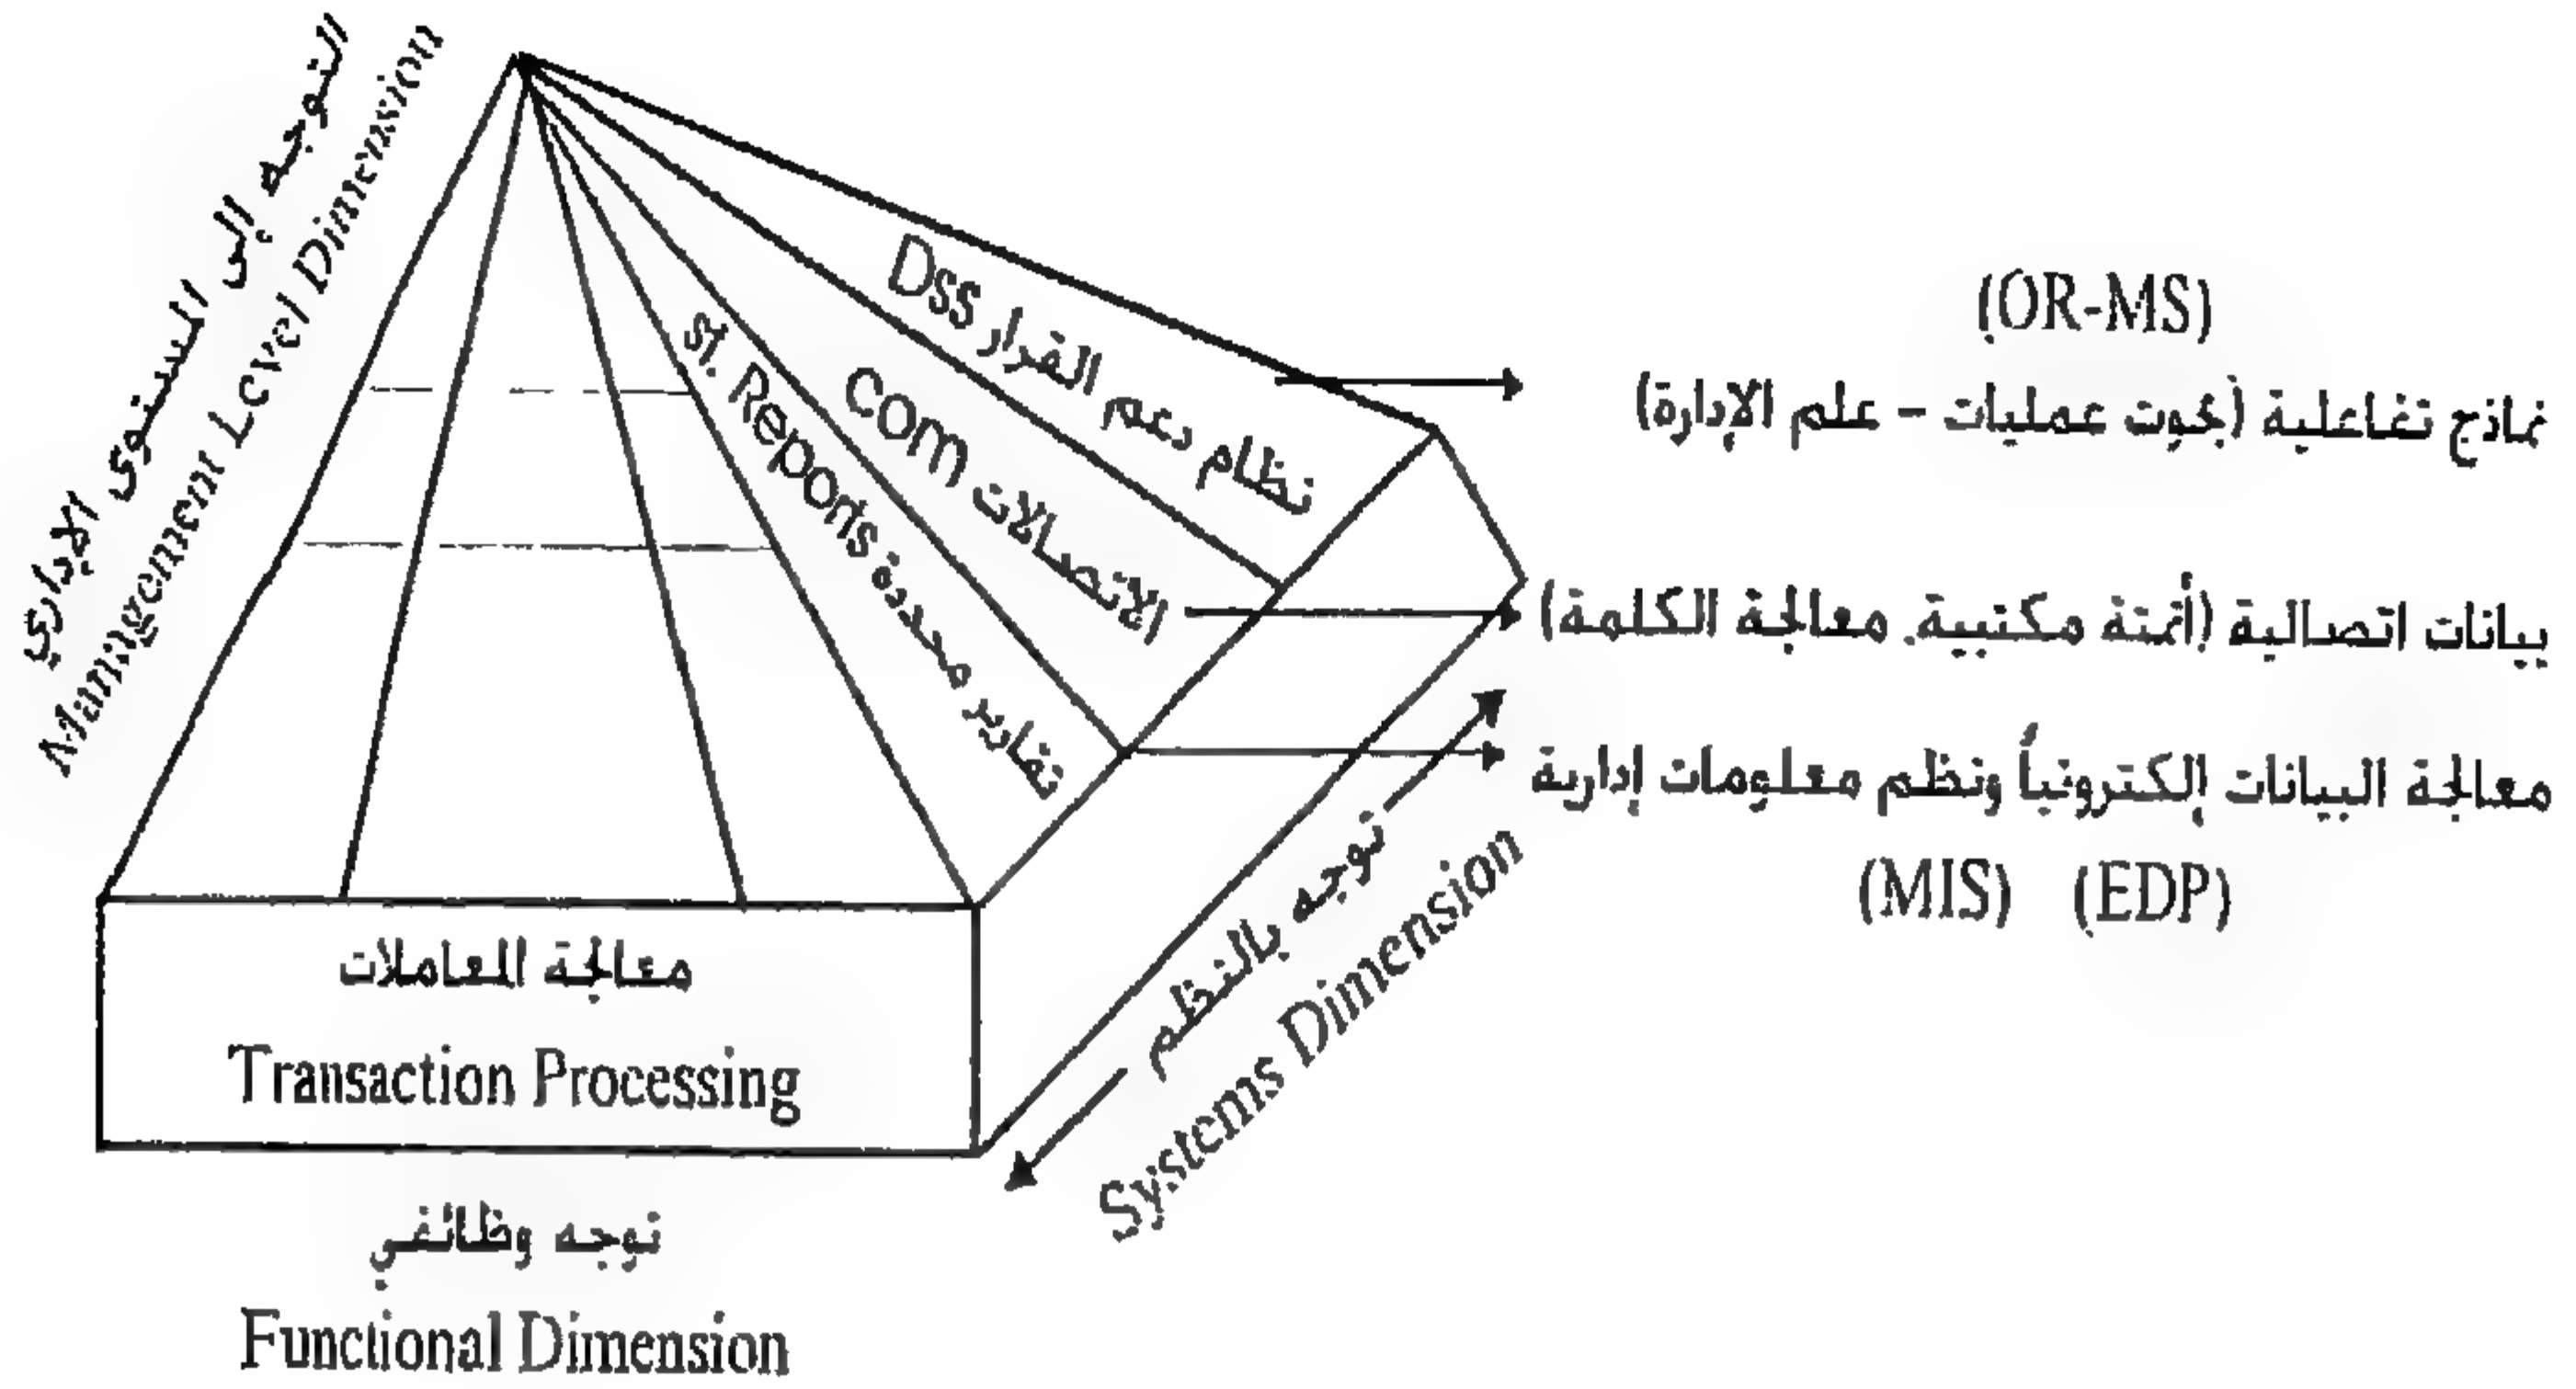 التوجه إلى المستوى الإداري
Management Level Dimension
نظام دعم القرار Dss
الاتصالات com
تقارير محددة st. Reports
(OR-MS)
نماذج تفاعلية (بحوث عمليات - علم الإدارة)
بيانات اتصالية (أتمتة مكتبية. معالجة الكلمة)
معالجة البيانات إلكترونياً ونظم معلومات إدارية
(MIS) (EDP)
توجه بالنظم
Systems Dimension
معالجة المعاملات
Transaction Processing
توجه وظائفي
Functional Dimension